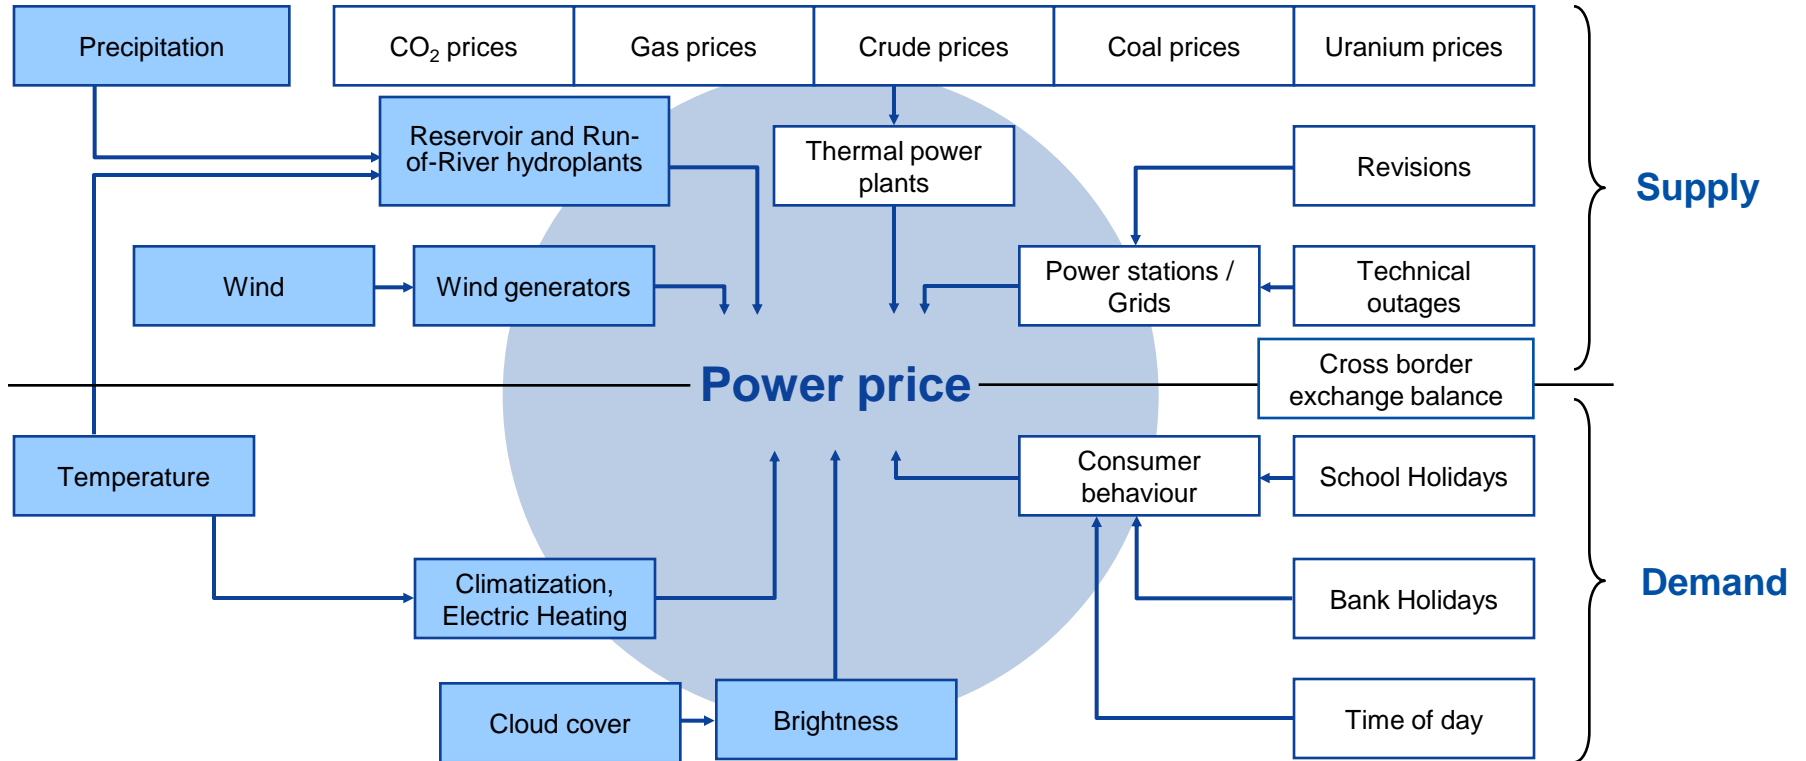 Precipitation
CO₂ prices
Gas prices
Crude prices
Coal prices
Uranium prices
Reservoir and Run-
of-River hydroplants
Thermal power
plants
Revisions
Supply
Wind
Wind generators
Power stations /
Grids
Technical
outages
Power price
Cross border
exchange balance
Temperature
Consumer
behaviour
School Holidays
Climatization,
Electric Heating
Bank Holidays
Demand
Cloud cover
Brightness
Time of day